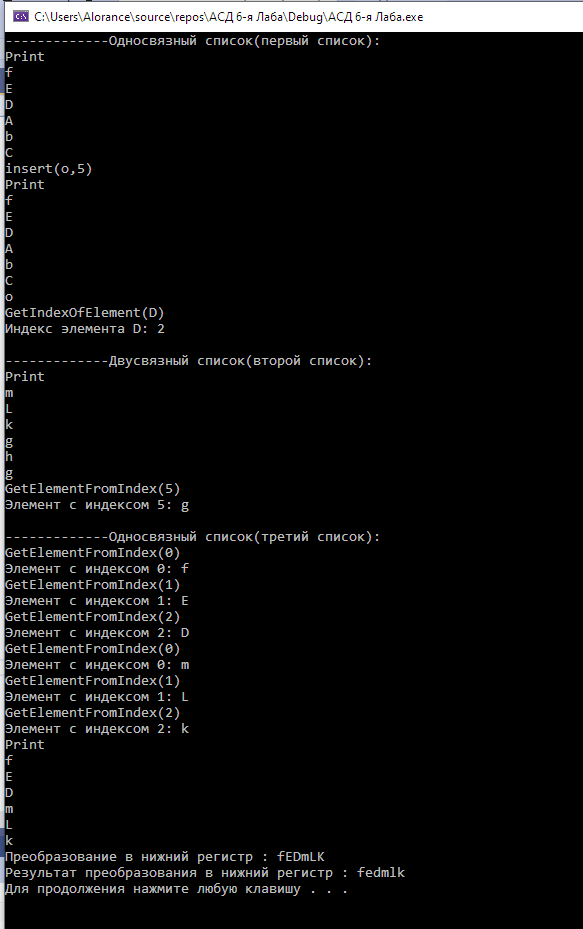 C:\Users\Alorance\source\repos\АСД 6-я Лаба\Debug\АСД 6-я Лаба.exe
-------------Односвязный список(первый список):
Print
f
E
D
A
b
C
insert(o,5)
Print
f
E
D
A
b
C
o
GetIndexOfElement(D)
Индекс элемента D: 2
-------------Двусвязный список(второй список):
Print
m
L
k
g
h
g
GetElementFromIndex(5)
Элемент с индексом 5: g
-------------Односвязный список(третий список):
GetElementFromIndex(0)
Элемент с индексом 0: f
GetElementFromIndex(1)
Элемент с индексом 1: E
GetElementFromIndex(2)
Элемент с индексом 2: D
GetElementFromIndex(0)
Элемент с индексом 0: m
GetElementFromIndex(1)
Элемент с индексом 1: L
GetElementFromIndex(2)
Элемент с индексом 2: k
Print
f
E
D
m
L
k
Преобразование в нижний регистр : fEDmLK
Результат преобразования в нижний регистр : fedmlk
Для продолжения нажмите любую клавишу . . .